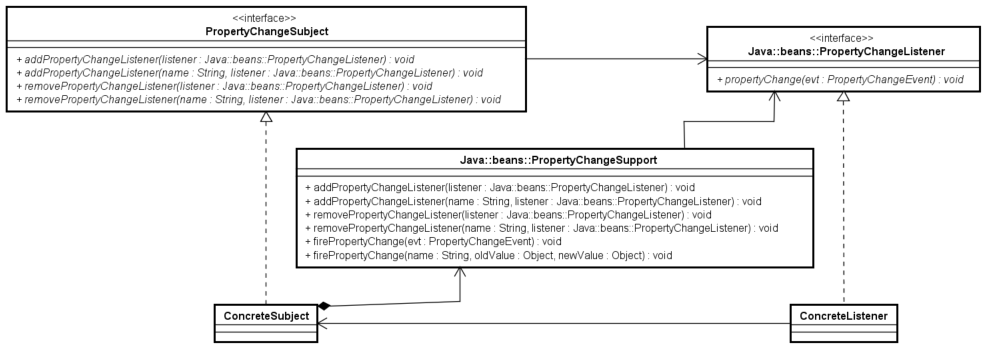 <<interface>>
PropertyChangeSubject
+ addPropertyChangeListener(listener : Java::beans::PropertyChangeListener) : void
+ addPropertyChangeListener(name : String, listener : Java::beans::PropertyChangeListener) : void
+ removePropertyChangeListener(listener : Java::beans::PropertyChangeListener) : void
+ removePropertyChangeListener(name : String, listener : Java::beans::PropertyChangeListener) : void
<<interface>>
Java::beans::PropertyChangeListener
+ propertyChange(evt : PropertyChangeEvent) : void
Java::beans::PropertyChangeSupport
+ addPropertyChangeListener(listener : Java::beans::PropertyChangeListener) : void
+ addPropertyChangeListener(name : String, listener : Java::beans::PropertyChangeListener) : void
+ removePropertyChangeListener(listener : Java::beans::PropertyChangeListener) : void
+ removePropertyChangeListener(name : String, listener : Java::beans::PropertyChangeListener) : void
+ firePropertyChange(evt : PropertyChangeEvent) : void
+ firePropertyChange(name : String, oldValue : Object, newValue : Object) : void
ConcreteSubject
ConcreteListener